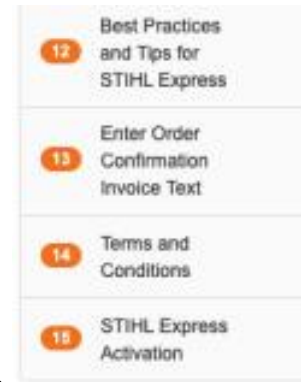 Best Practices
12 and Tips for
STIHL Express
Enter Order
13 Confirmation
Invoice Text
14 Terms and
Conditions
15 STIHL Express
Activation